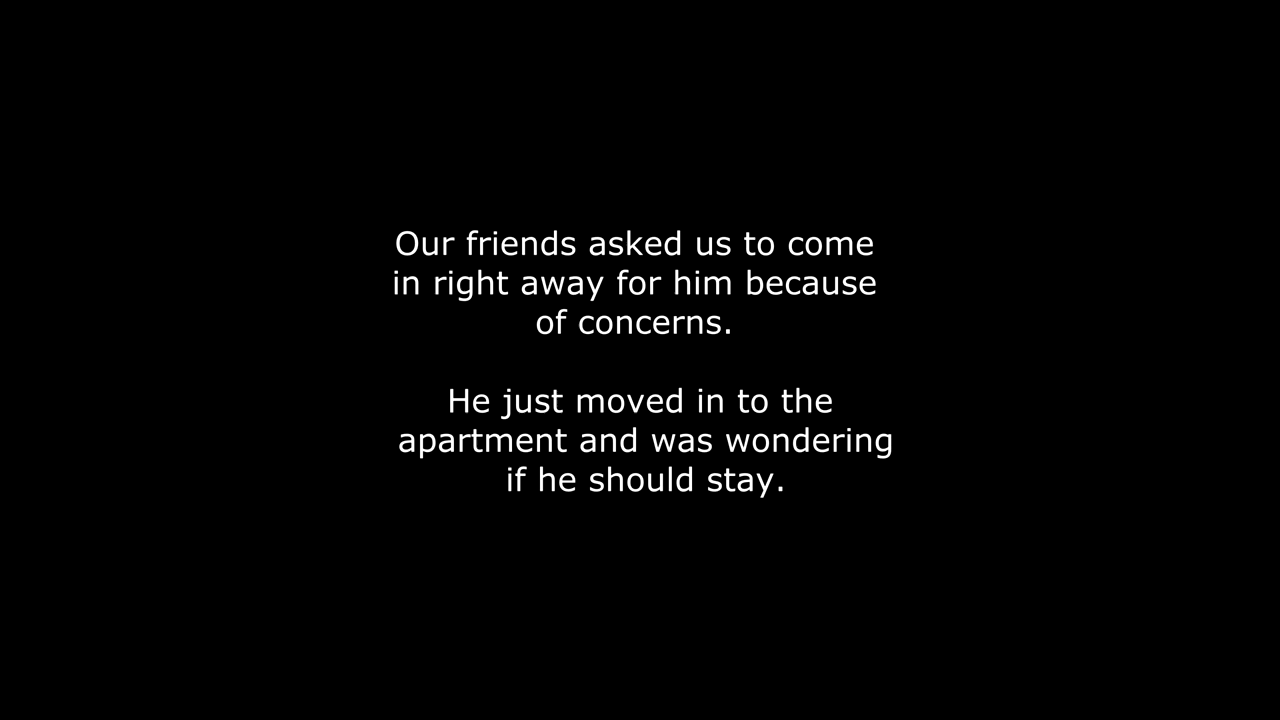 Our friends asked us to come
in right away for him because
of concerns.
He just moved in to the
apartment and was wondering
if he should stay.